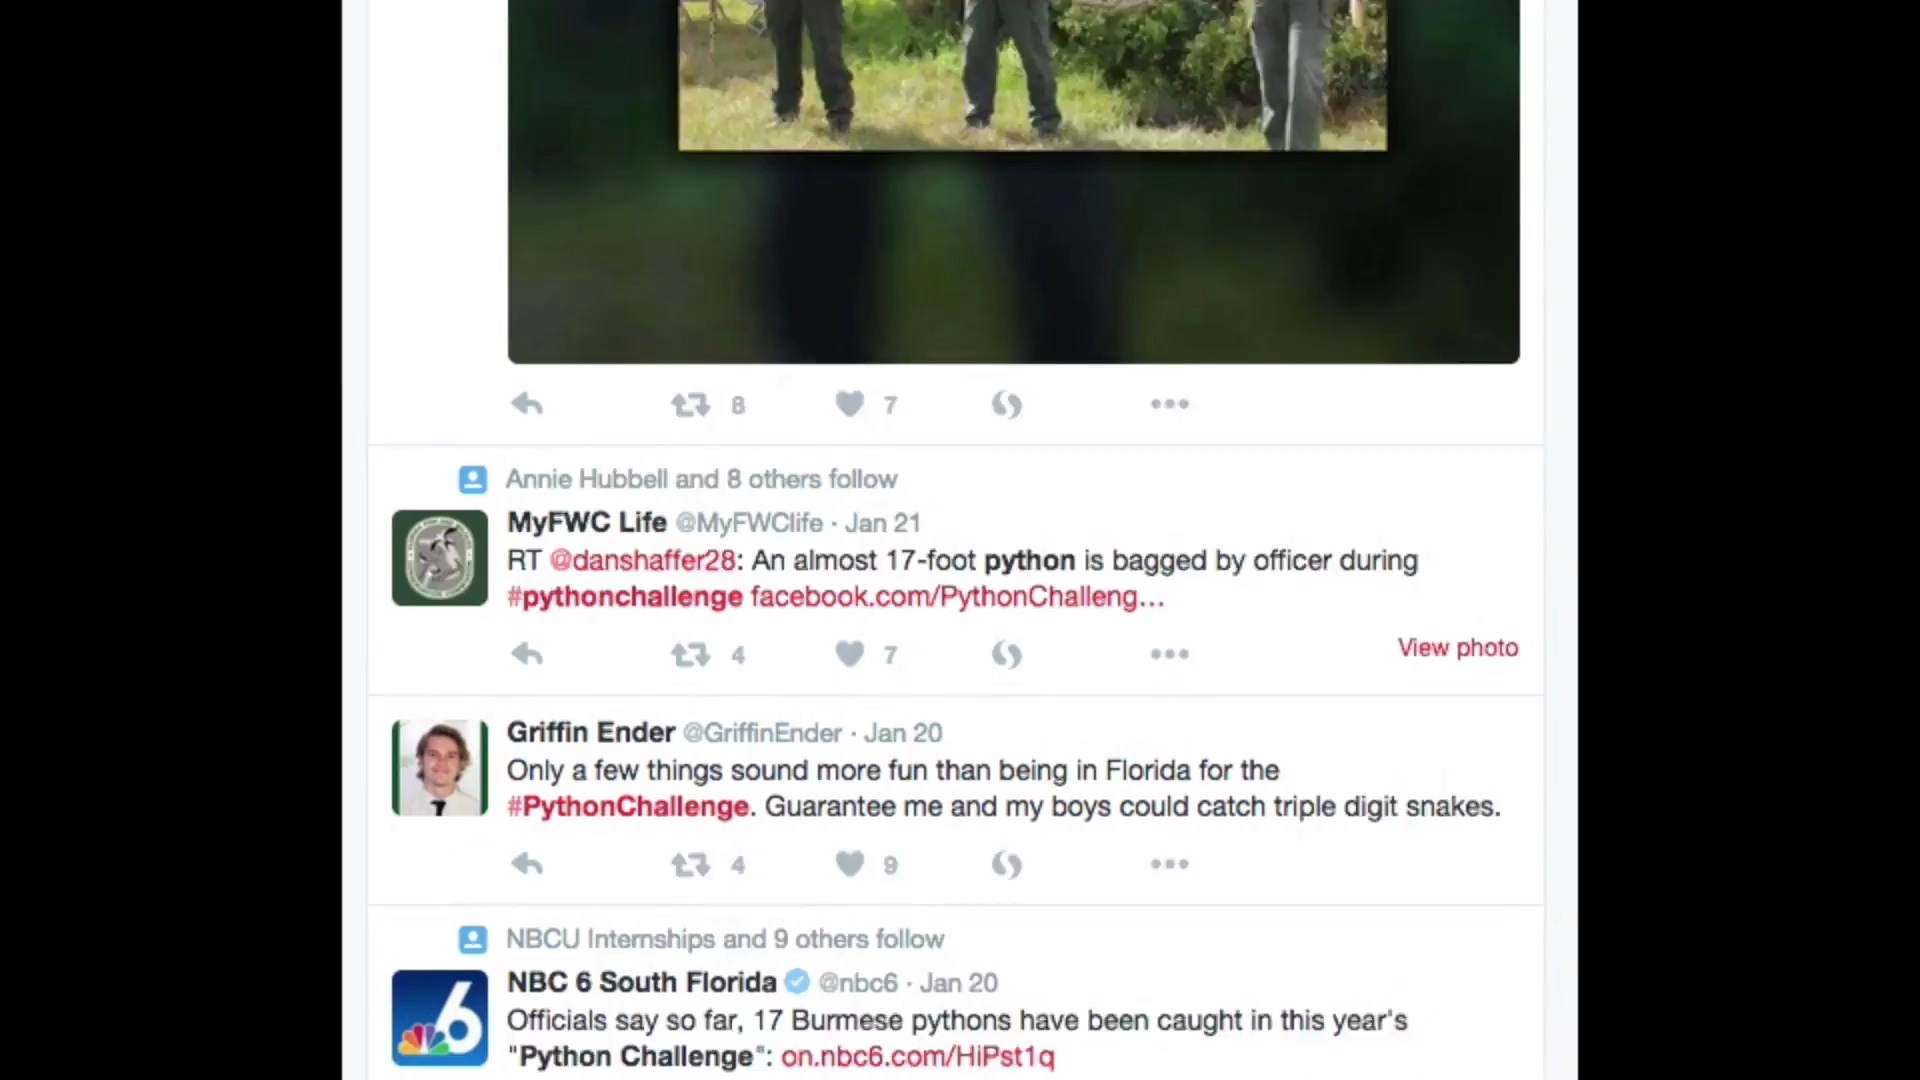 8 7
Annie Hubbell and 8 others follow
MyFWC Life @MyFWClife · Jan 21
RT @danshaffer28: An almost 17-foot python is bagged by officer during
#pythonchallenge facebook.com/PythonChalleng…
4 7 View photo
Griffin Ender @GriffinEnder · Jan 20
Only a few things sound more fun than being in Florida for the
#PythonChallenge. Guarantee me and my boys could catch triple digit snakes.
4 9
NBCU Internships and 9 others follow
NBC 6 South Florida @nbc6 · Jan 20
6
Officials say so far, 17 Burmese pythons have been caught in this year's
"Python Challenge": on.nbc6.com/HiPst1q